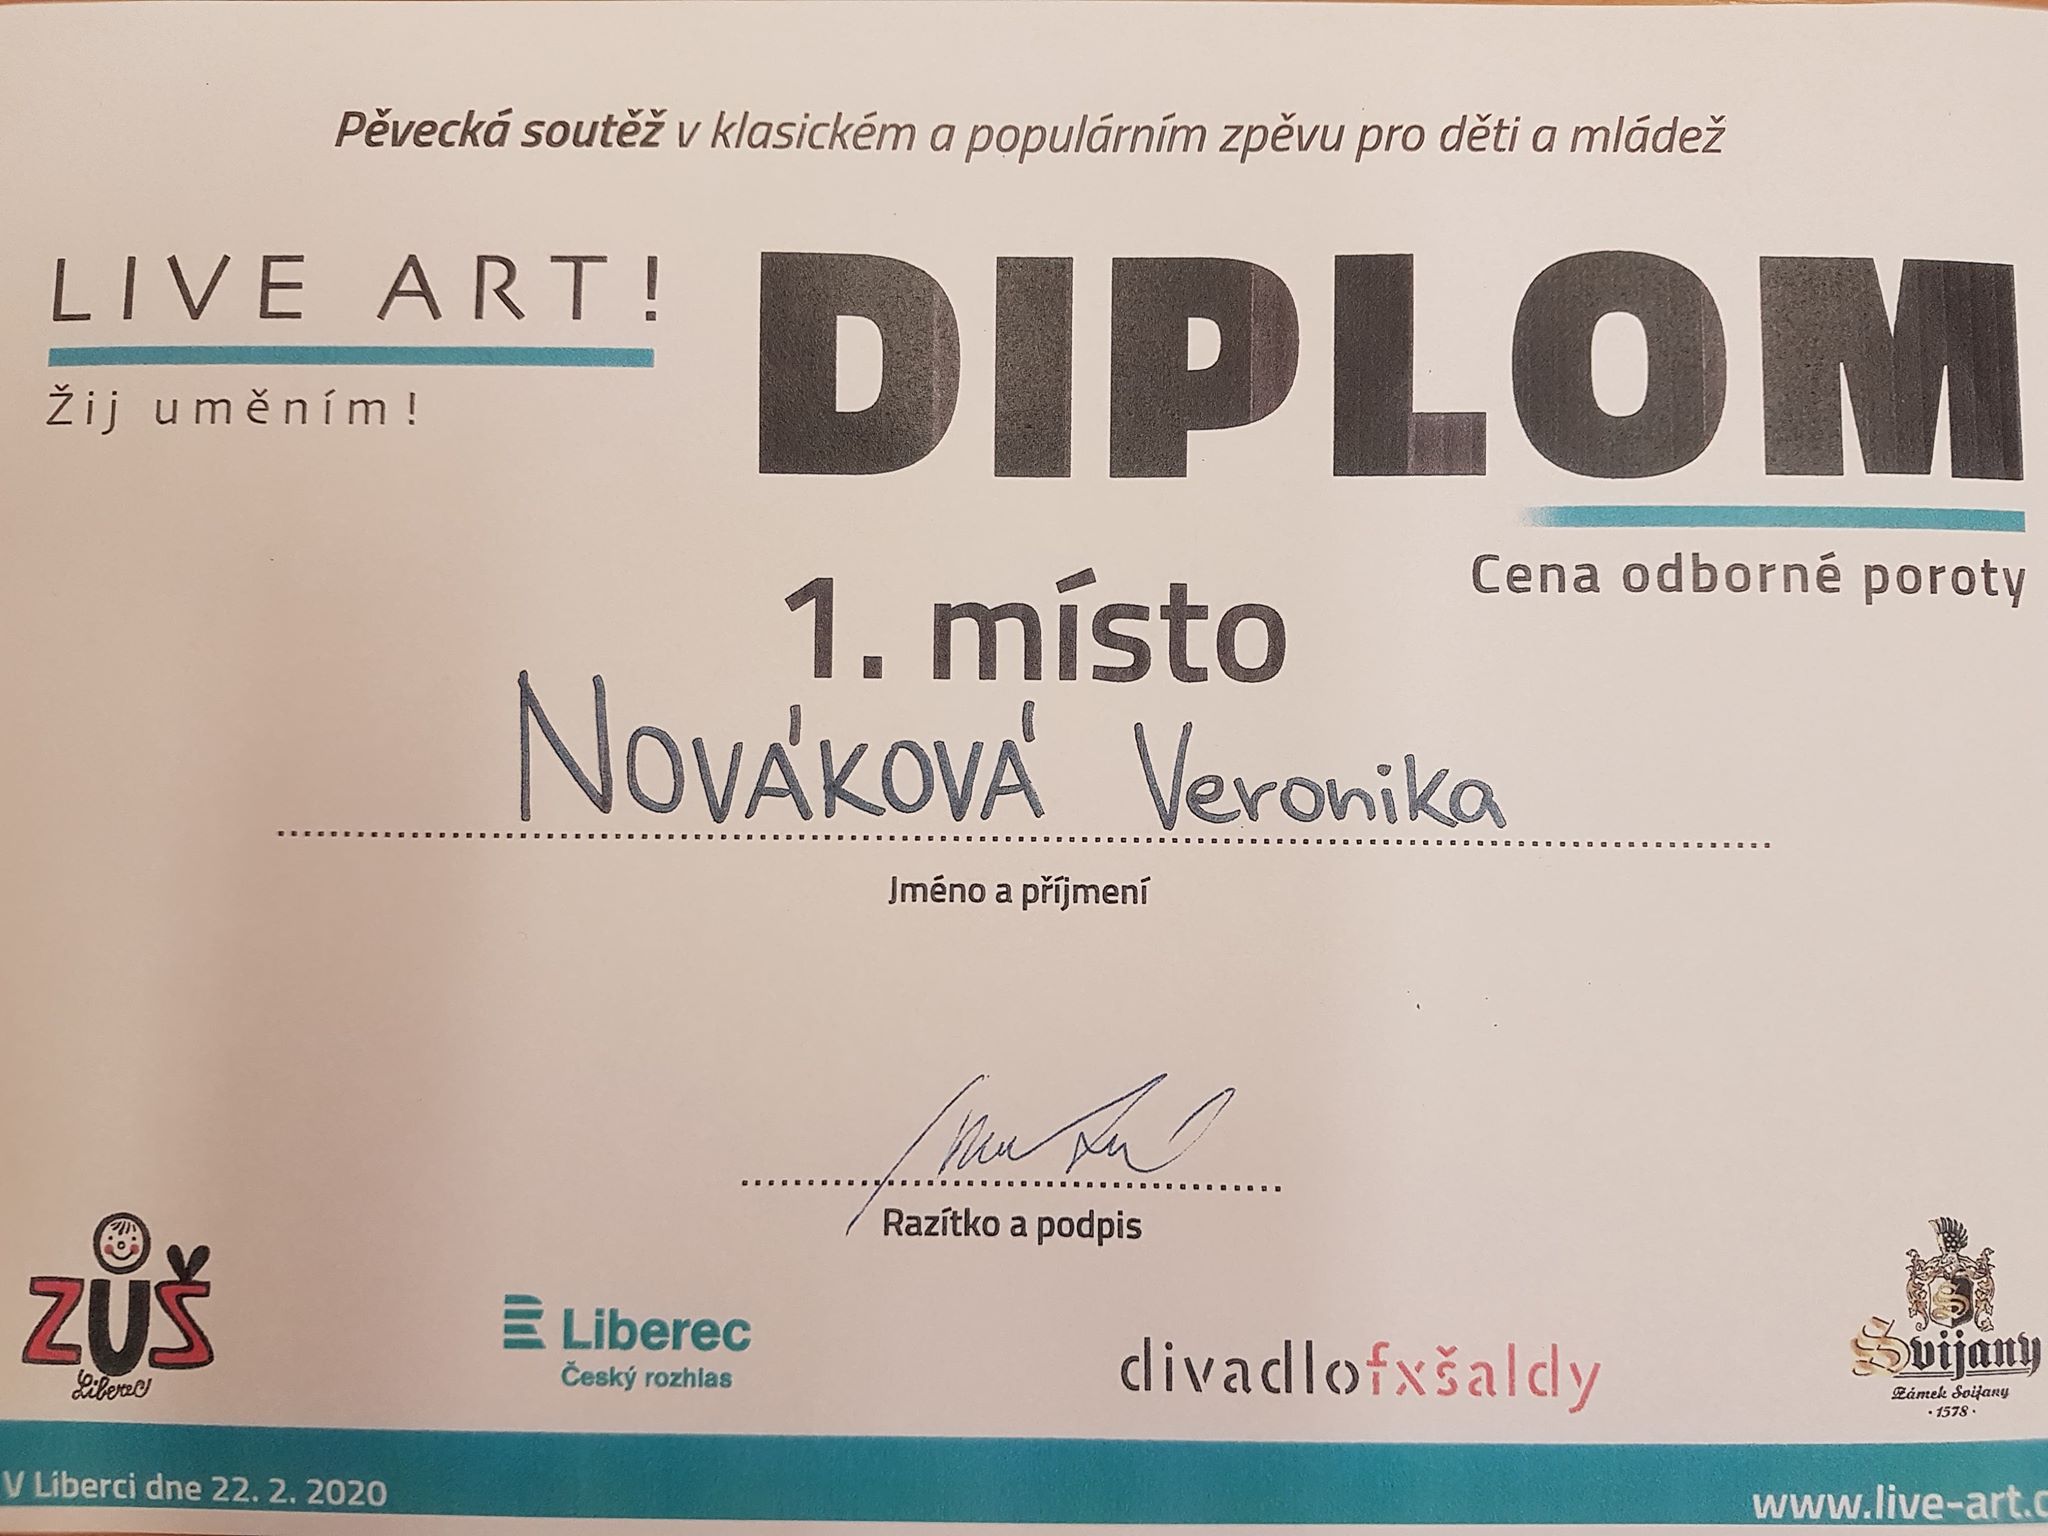 Pěvecká soutěž v klasickém a populárním zpěvu pro děti a mládež
LIVE ART!
Žij uměním!
DIPLOM
Cena odborné poroty
1. místo
NOVÁKOVÁ Veronika
Jméno a příjmení
Razítko a podpis
ZUŠ
Liberec
Liberec
Český rozhlas
divadlofxšaldy
Svijany
Zámek Svijany
·1578·
V Liberci dne 22. 2. 2020
www.live-art.c